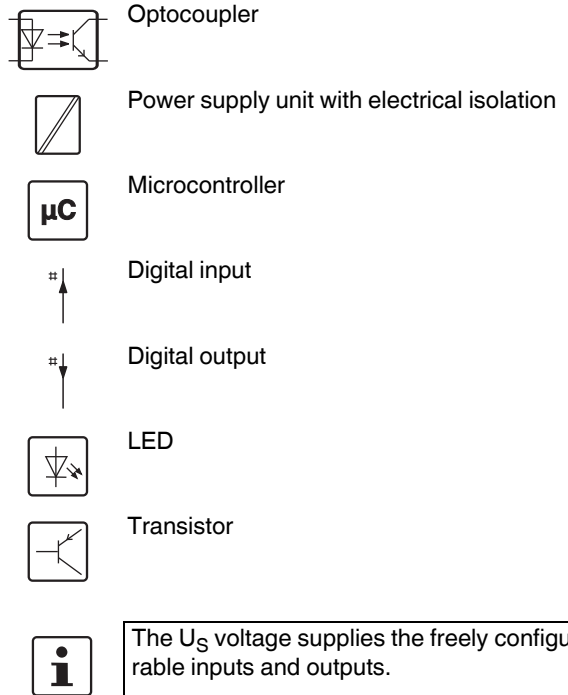 Optocoupler
Power supply unit with electrical isolation
µC
Microcontroller
#
Digital input
#
Digital output
LED
Transistor
i
The US voltage supplies the freely configu
rable inputs and outputs.